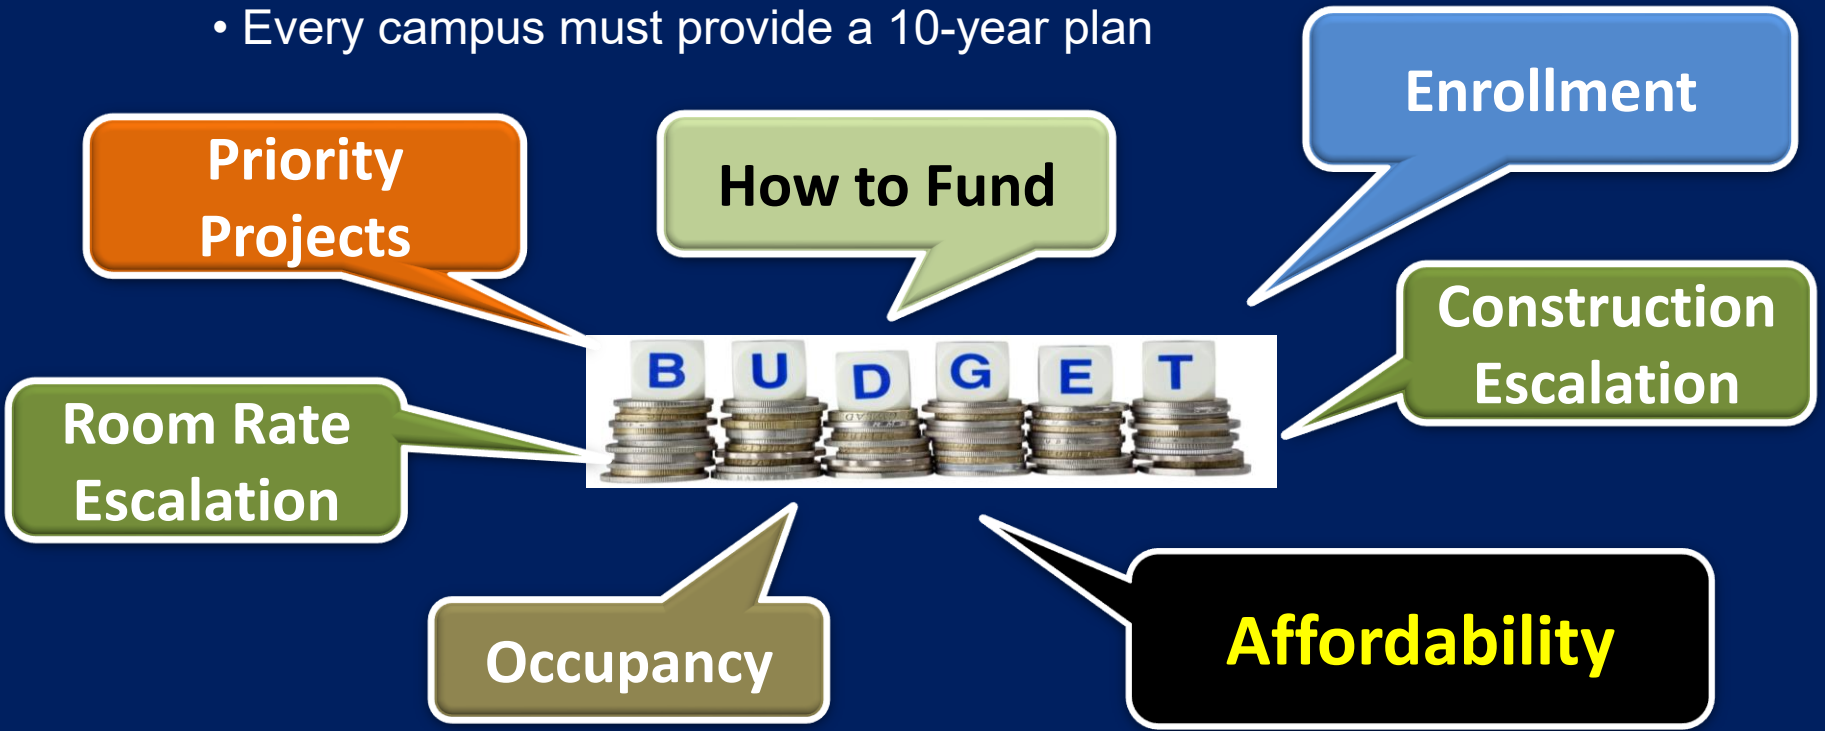 • Every campus must provide a 10-year plan
Enrollment
Priority
Projects
How to Fund
Construction
Escalation
BUDGET
Room Rate
Escalation
Occupancy
Affordability